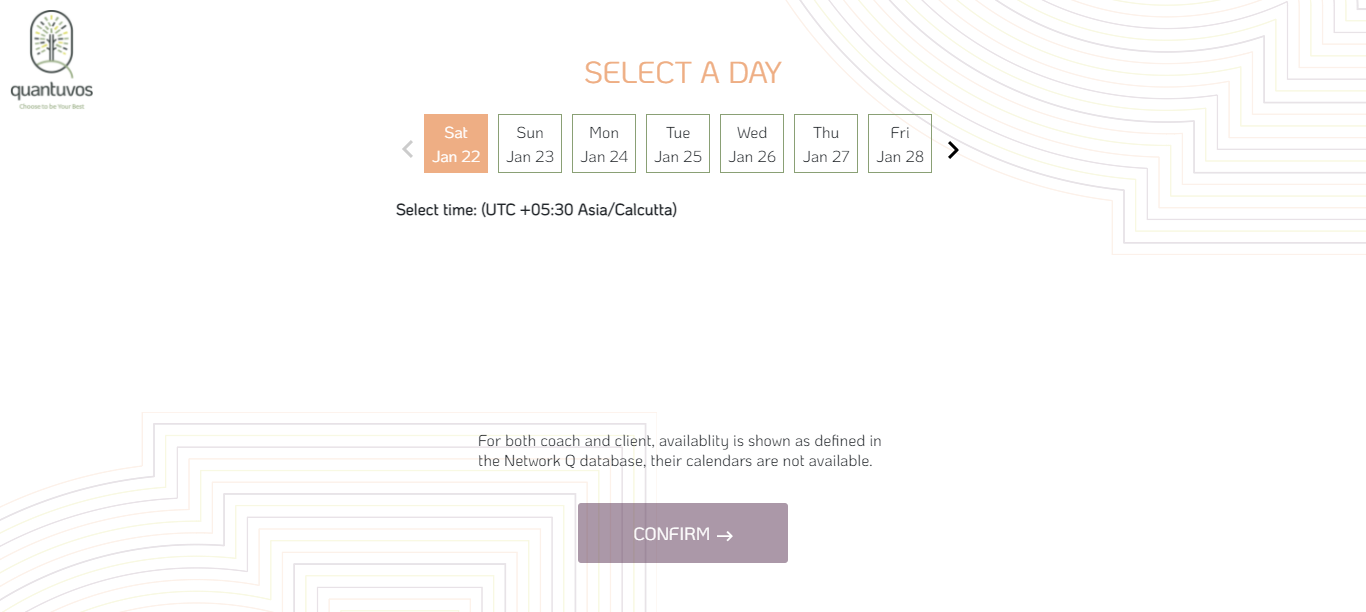 quantuvos
Choose to be Your Best
SELECT A DAY
Sat Sun Mon Tue Wed Thu Fri
Jan 22 Jan 23 Jan 24 Jan 25 Jan 26 Jan 27 Jan 28
Select time: (UTC +05:30 Asia/Calcutta)
For both coach and client, availablity is shown as defined in
the Network Q database, their calendars are not available.
CONFIRM →